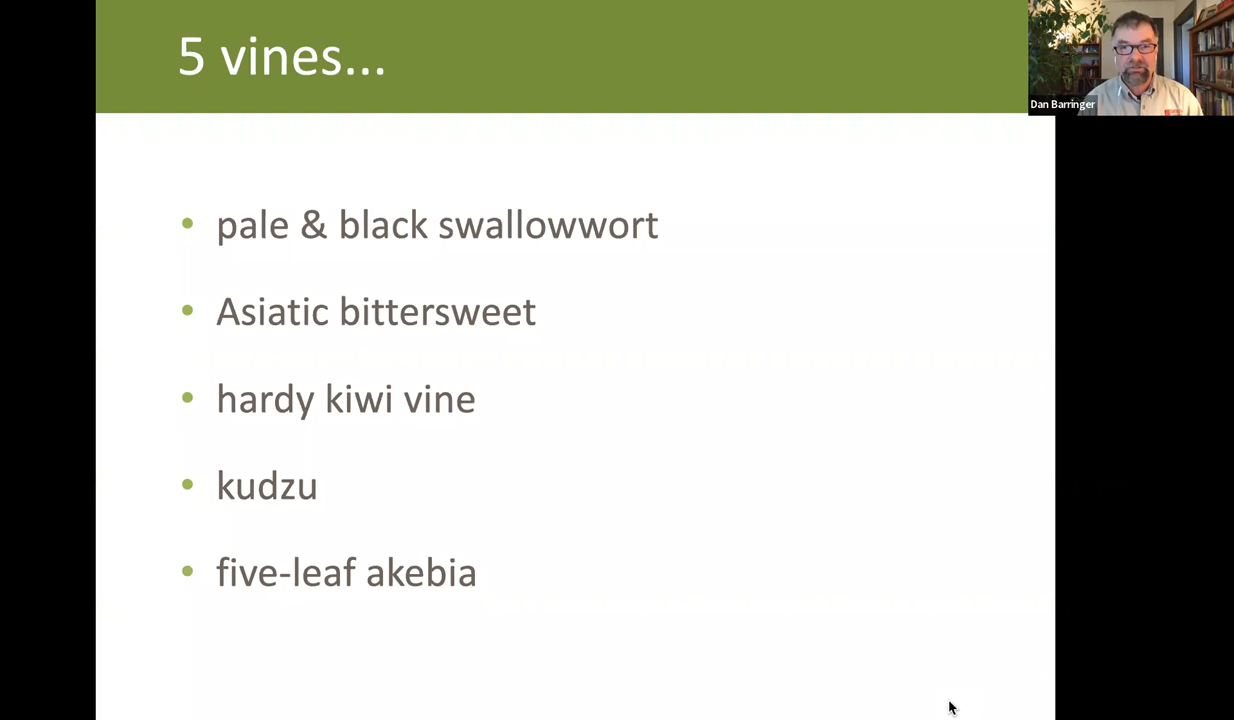 5 vines...
Dan Barringer
• pale & black swallowwort
• Asiatic bittersweet
• hardy kiwi vine
• kudzu
• five-leaf akebia